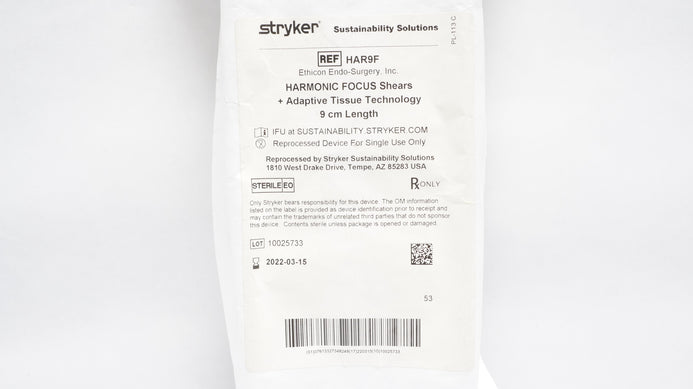 stryker® Sustainability Solutions
PL-113 C
REF HAR9F
Ethicon Endo-Surgery, Inc.
HARMONIC FOCUS Shears
+ Adaptive Tissue Technology
9 cm Length
IFU at SUSTAINABILITY.STRYKER.COM
Reprocessed Device For Single Use Only
Reprocessed by Stryker Sustainability Solutions
1810 West Drake Drive, Tempe, AZ 85283 USA
STERILE EO
Rx ONLY
Only Stryker bears responsibility for this device. The OM information
listed on the label is provided as device identification prior to receipt and
may contain the trademarks of unrelated third parties that do not sponsor
this device. Contents sterile unless package is opened or damaged.
LOT 10025733
2022-03-15
53